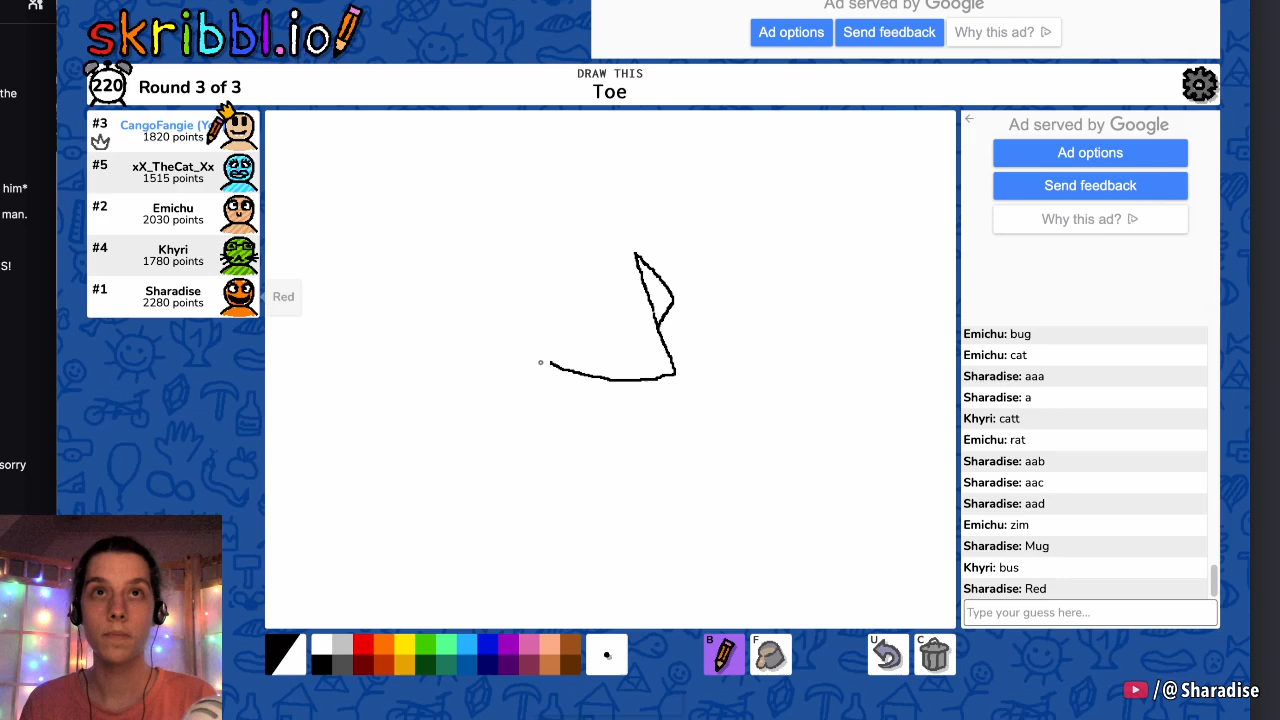 the
him*
man.
S!
sorry
skribbl.io
Ad served by Google
Ad options
Send feedback
Why this ad?
220
Round 3 of 3
DRAW THIS
Toe
#3
CangoFangie (Yo
1820 points
#5
xX_TheCat_Xx
1515 points
#2
Emichu
2030 points
#4
Khyri
1780 points
#1
Sharadise
2280 points
Red
Ad served by Google
Ad options
Send feedback
Why this ad?
Emichu: bug
Emichu: cat
Sharadise: aaa
Sharadise: a
Khyri: catt
Emichu: rat
Sharadise: aab
Sharadise: aac
Sharadise: aad
Emichu: zim
Sharadise: Mug
Khyri: bus
Sharadise: Red
Type your guess here...
B
F
U
C
/@Sharadise